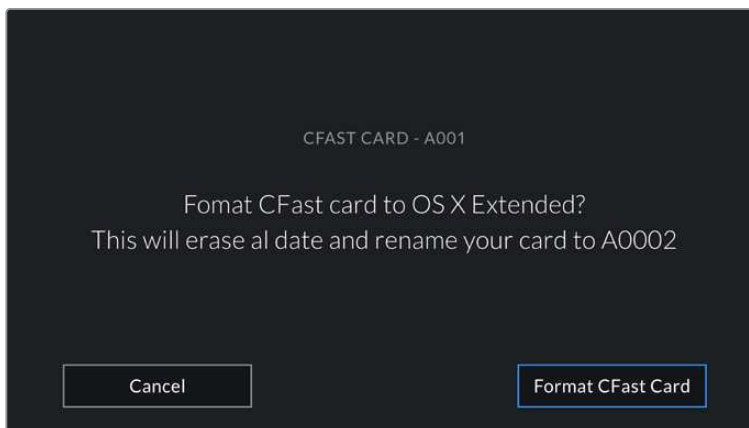 CFAST CARD - A001
Fomat CFast card to OS X Extended?
This will erase al date and rename your card to A0002
Cancel
Format CFast Card